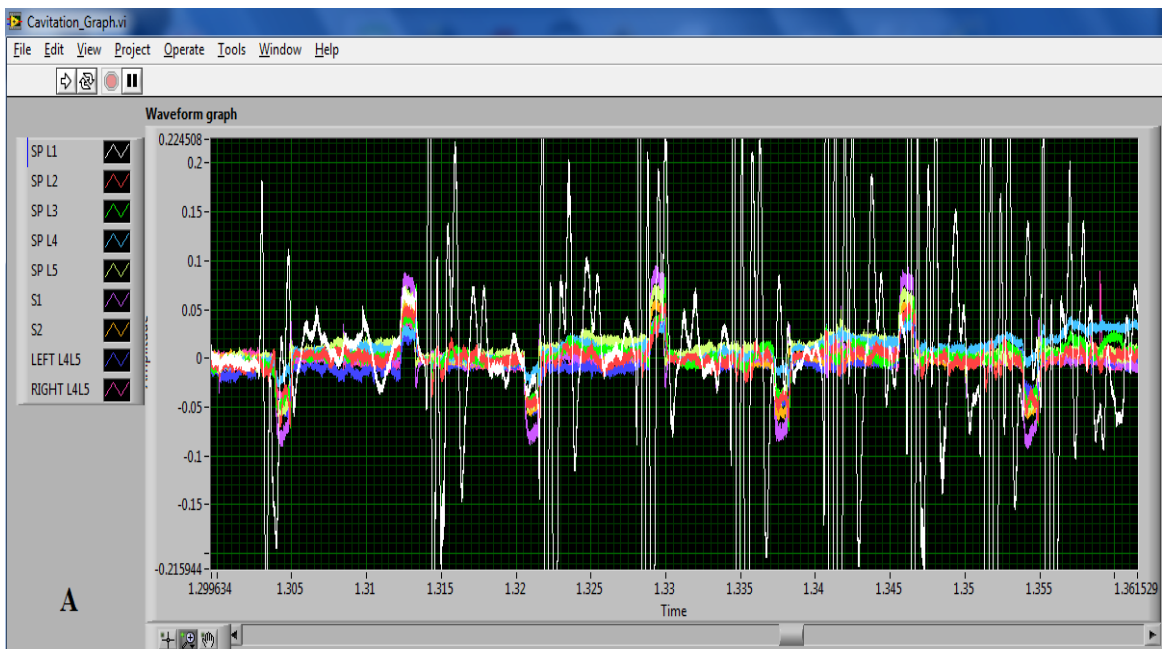 Cavitation_Graph.vi
File Edit View Project Operate Tools Window Help
Waveform graph
SP L1
SP L2
SP L3
SP L4
SP L5
S1
S2
LEFT L4L5
RIGHT L4L5
0.224508
0.2
0.15
0.1
0.05
0
-0.05
-0.1
-0.15
-0.215944
1.299634 1.305 1.31 1.315 1.32 1.325 1.33 1.335 1.34 1.345 1.35 1.355 1.361529
Time
A